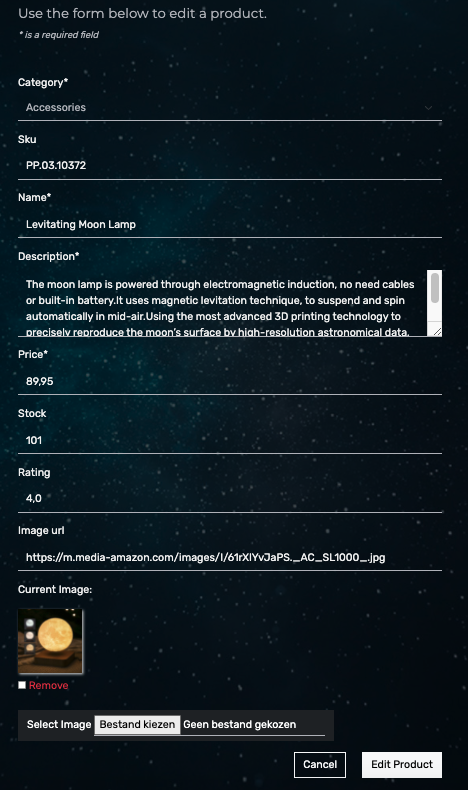 Use the form below to edit a product.
* is a required field
Category*
Accessories
Sku
PP.03.10372
Name*
Levitating Moon Lamp
Description*
The moon lamp is powered through electromagnetic induction, no need cables
or built-in battery.It uses magnetic levitation technique, to suspend and spin
automatically in mid-air.Using the most advanced 3D printing technology to
precisely reproduce the moon's surface by high-resolution astronomical data.
Price*
89,95
Stock
101
Rating
4,0
Image url
https://m.media-amazon.com/images/I/61rXIYvJaPS._AC_SL1000_.jpg
Current Image:
Remove
Select Image Bestand kiezen Geen bestand gekozen
Cancel Edit Product